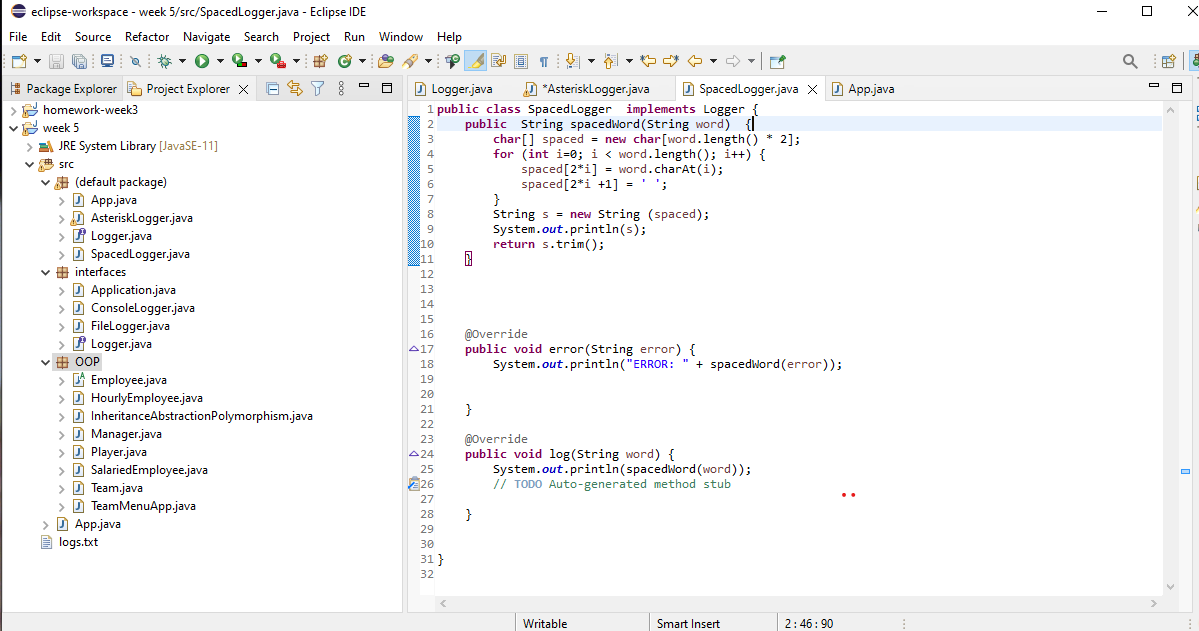 eclipse-workspace - week 5/src/SpacedLogger.java - Eclipse IDE
File Edit Source Refactor Navigate Search Project Run Window Help
Package Explorer Project Explorer
Logger.java *AsteriskLogger.java SpacedLogger.java App.java
homework-week3
week 5
JRE System Library [JavaSE-11]
src
(default package)
App.java
AsteriskLogger.java
Logger.java
SpacedLogger.java
interfaces
Application.java
ConsoleLogger.java
FileLogger.java
Logger.java
OOP
Employee.java
HourlyEmployee.java
InheritanceAbstractionPolymorphism.java
Manager.java
Player.java
SalariedEmployee.java
Team.java
TeamMenuApp.java
App.java
logs.txt
1 public class SpacedLogger  implements Logger {
2     public  String spacedWord(String word)  {
3         char[] spaced = new char[word.length() * 2];
4         for (int i=0; i < word.length(); i++) {
5             spaced[2*i] = word.charAt(i);
6             spaced[2*i +1] = ' ';
7         }
8         String s = new String (spaced);
9         System.out.println(s);
10         return s.trim();
11     }
12
13
14
15
16     @Override
17     public void error(String error) {
18         System.out.println("ERROR: " + spacedWord(error));
19
20
21     }
22
23     @Override
24     public void log(String word) {
25         System.out.println(spacedWord(word));
26         // TODO Auto-generated method stub
27
28     }
29
30
31 }
32
Writable Smart Insert 2 : 46 : 90